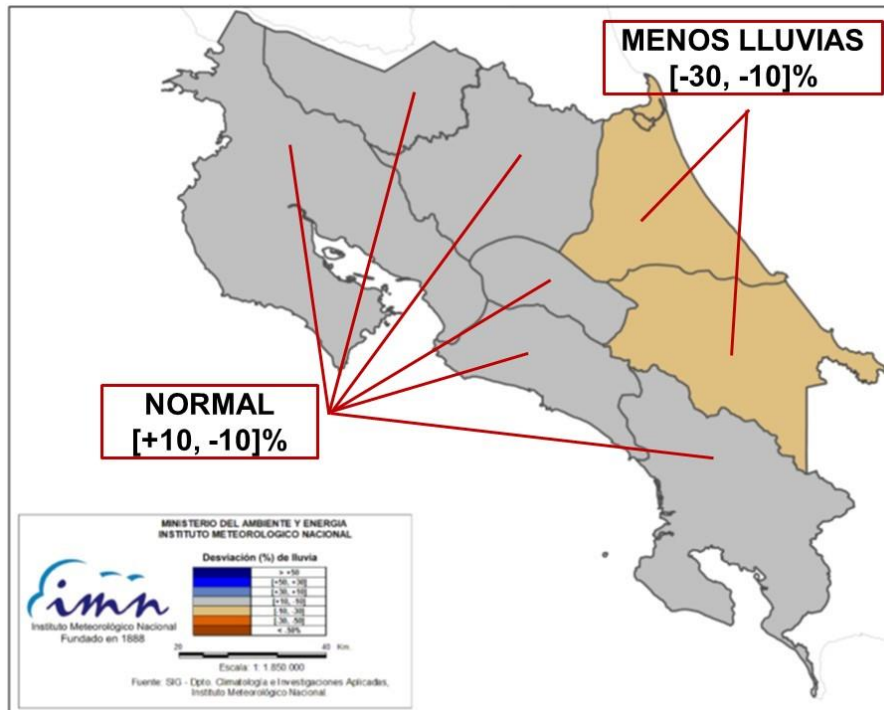 MENOS LLUVIAS
[-30, -10]%
NORMAL
[+10, -10]%
MINISTERIO DEL AMBIENTE Y ENERGIA
INSTITUTO METEOROLOGICO NACIONAL
Desviación (%) de lluvia
> +50
[+50, +30]
[+30, +10]
[+10, -10]
[-10, -30]
[-30, -50]
< -50%
imn
Instituto Meteorológico Nacional
Fundado en 1888
20 40 Km.
Escala: 1: 1 850 000
Fuente: SIG - Dpto. Climatología e Investigaciones Aplicadas,
Instituto Meteorológico Nacional